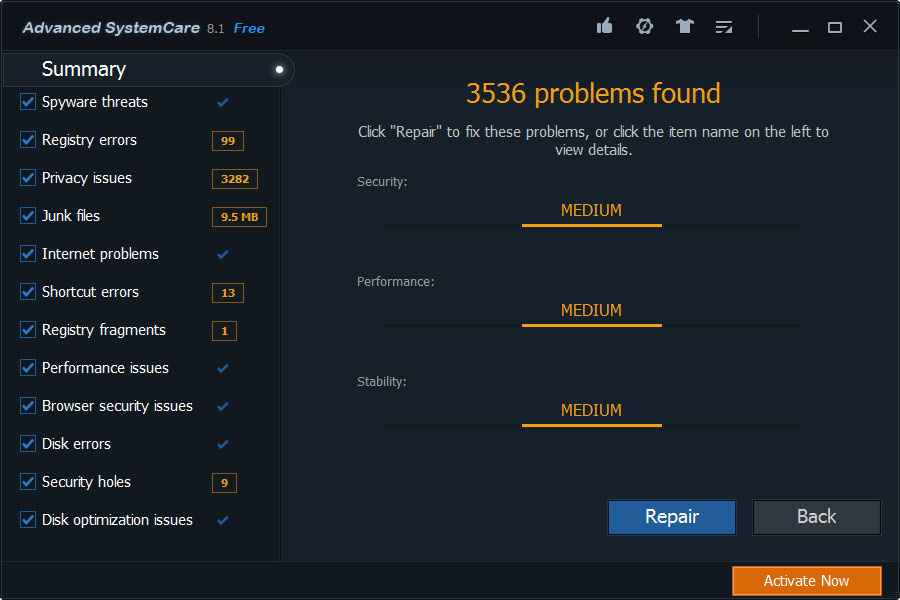 Advanced SystemCare 8.1 Free
Summary
Spyware threats
Registry errors 99
Privacy issues 3282
Junk files 9.5 MB
Internet problems
Shortcut errors 13
Registry fragments 1
Performance issues
Browser security issues
Disk errors
Security holes 9
Disk optimization issues
3536 problems found
Click "Repair" to fix these problems, or click the item name on the left to
view details.
Security:
MEDIUM
Performance:
MEDIUM
Stability:
MEDIUM
Repair
Back
Activate Now